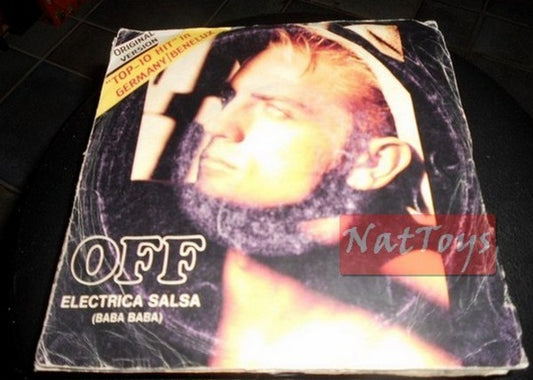 ORIGINAL
VERSION
"TOP-10 HIT" in
GERMANY/BENELUX
OFF
ELECTRICA SALSA
(BABA BABA)
NatToys